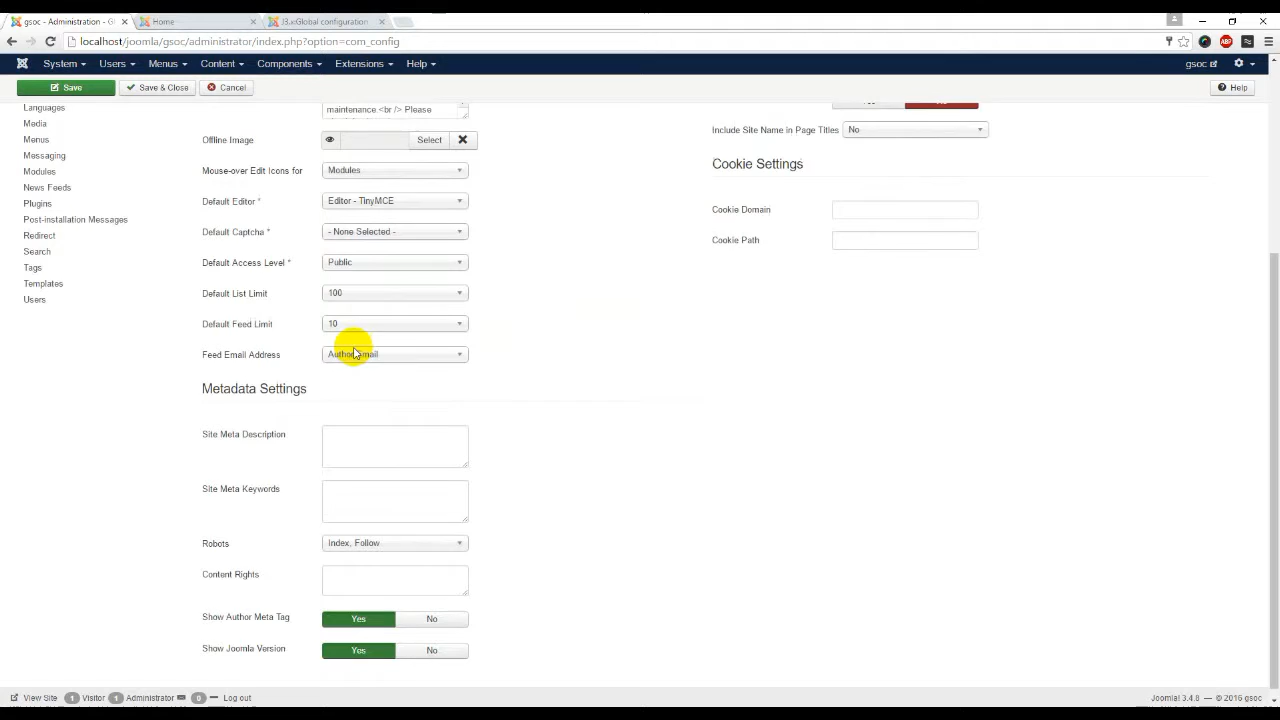 gsoc - Administration - Gl
Home
J3.x:Global configuration
localhost/joomla/gsoc/administrator/index.php?option=com_config
System Users Menus Content Components Extensions Help gsoc
Save Save & Close Cancel Help
Languages
Media
Menus
Messaging
Modules
News Feeds
Plugins
Post-installation Messages
Redirect
Search
Tags
Templates
Users
maintenance <br /> Please
Offline Image Select
Mouse-over Edit Icons for Modules
Default Editor * Editor - TinyMCE
Default Captcha * - None Selected -
Default Access Level * Public
Default List Limit 100
Default Feed Limit 10
Feed Email Address Author Email
Metadata Settings
Site Meta Description
Site Meta Keywords
Robots Index, Follow
Content Rights
Show Author Meta Tag Yes No
Show Joomla Version Yes No
Include Site Name in Page Titles No
Cookie Settings
Cookie Domain
Cookie Path
View Site 1 Visitor 1 Administrator 0 Log out
Joomla! 3.4.8 — © 2016 gsoc